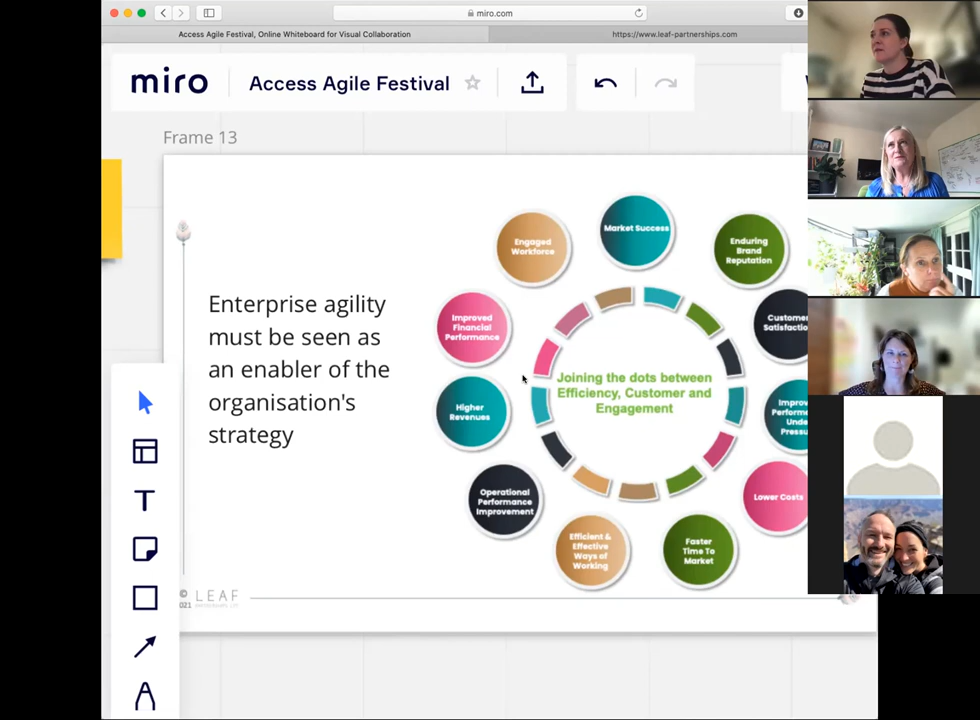 miro.com
Access Agile Festival, Online Whiteboard for Visual Collaboration
https://www.leaf-partnerships.com
miro
Access Agile Festival
Frame 13
Enterprise agility
must be seen as
an enabler of the
organisation's
strategy
Market Success
Engaged
Workforce
Enduring
Brand
Reputation
Improved
Financial
Performance
Customer
Higher
Revenues
Joining the dots between
Efficiency, Customer and
Engagement
Operational
Performance
Improvement
Lower Costs
Efficient &
Effective
Ways of
Working
Faster
Time To
Market
©
LEAF
T